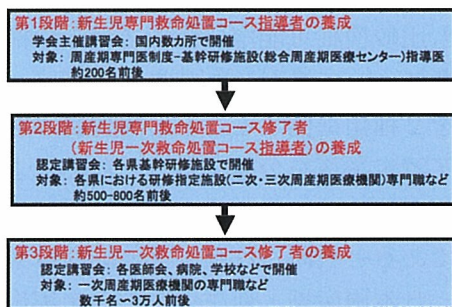 第1段階:新生児専門救命処置コース指導者の養成
学会主催講習会: 国内数カ所で開催
対象: 周産期専門医制度-基幹研修施設(総合周産期医療センター)指導医
約200名前後
第2段階:新生児専門救命処置コース修了者
(新生児一次救命処置コース指導者)の養成
認定講習会: 各県基幹研修施設で開催
対象: 各県における研修指定施設(二次・三次周産期医療機関)専門職など
約500-800名前後
第3段階:新生児一次救命処置コース修了者の養成
認定講習会: 各医師会、病院、学校などで開催
対象: 一次周産期医療機関の専門職など
数千名〜3万人前後